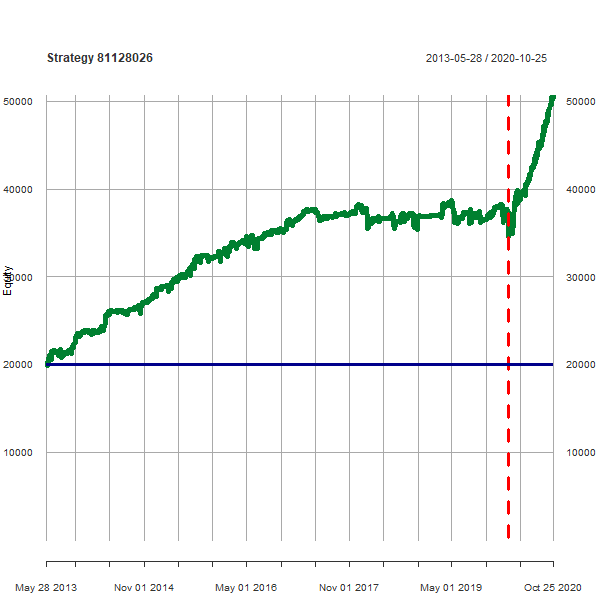 Strategy 81128026
2013-05-28 / 2020-10-25
50000
50000
40000
40000
Equity
30000
30000
20000
20000
10000
10000
May 28 2013
Nov 01 2014
May 01 2016
Nov 01 2017
May 01 2019
Oct 25 2020